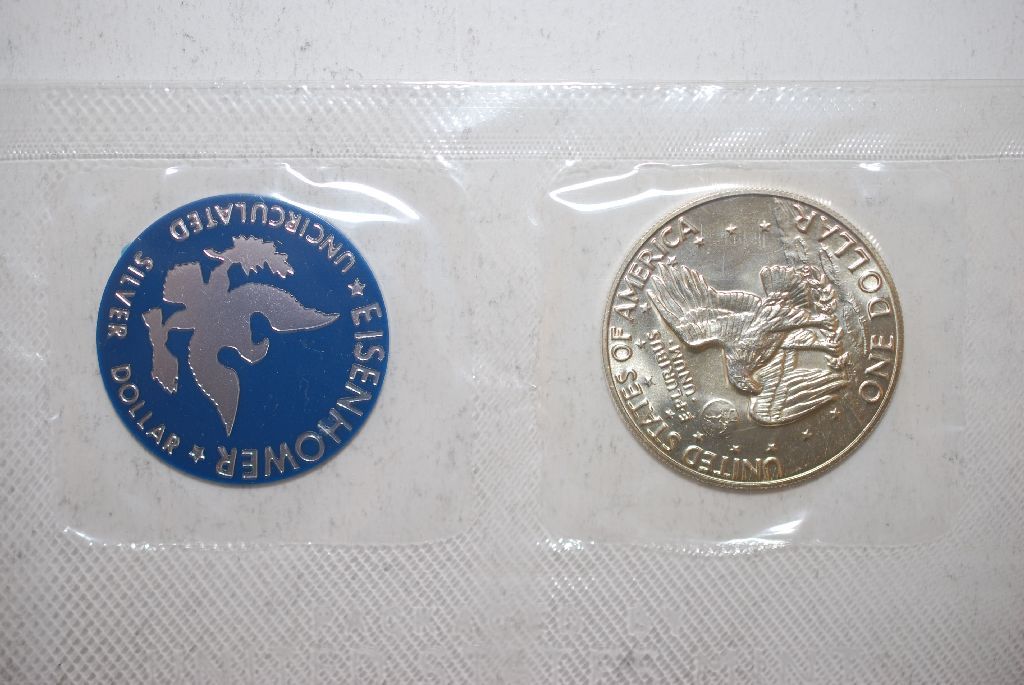 ★ EISENHOWER ★
UNCIRCULATED SILVER DOLLAR
UNITED STATES OF AMERICA
E PLURIBUS
UNUM
ONE DOLLAR